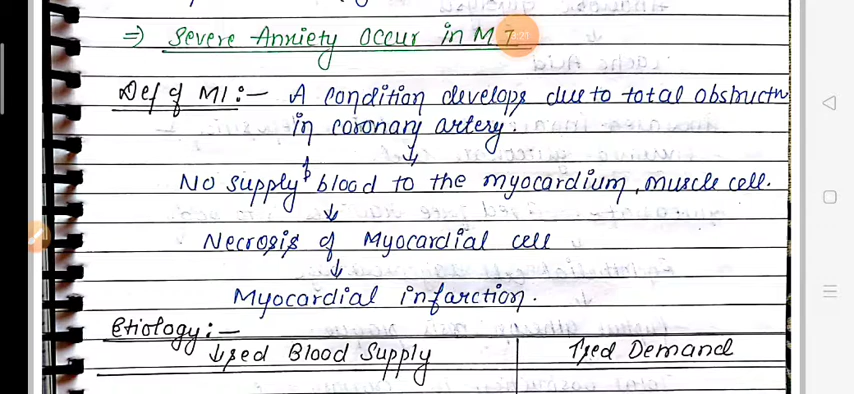 ⇒ Severe Anxiety Occur in M I
Def of MI :— A condition develops due to total obstructn
in coronary artery.
↓
No supply of blood to the myocardium, muscle cell.
↓
Necrosis of Myocardial cell
↓
Myocardial infarction.
Etiology :—
↓sed Blood Supply
↑sed Demand